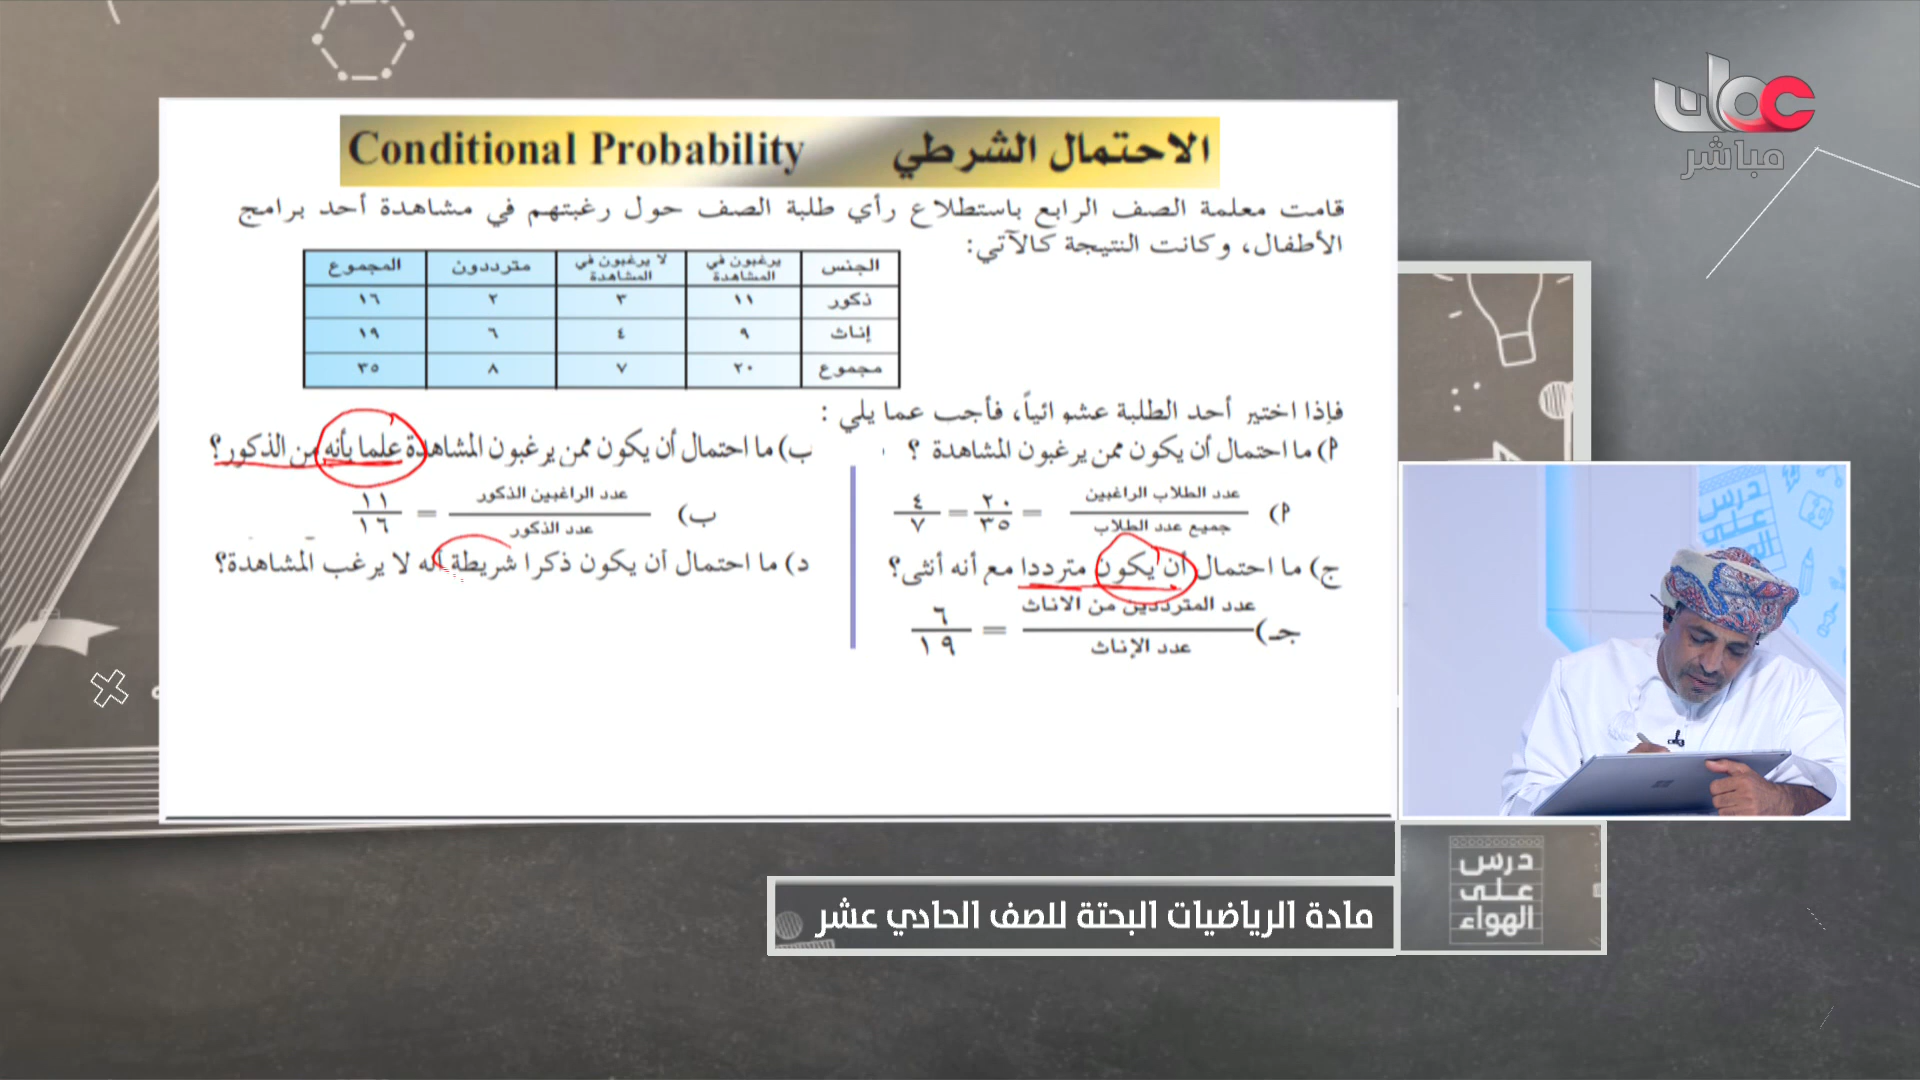 عمان
مباشر
Conditional Probability الاحتمال الشرطي
قامت معلمة الصف الرابع باستطلاع رأي طلبة الصف حول رغبتهم في مشاهدة أحد برامج
الأطفال، وكانت النتيجة كالآتي:
الجنس يرغبون في المشاهدة لا يرغبون في المشاهدة مترددون المجموع
ذكور ١١ ٣ ٢ ١٦
إناث ٩ ٤ ٦ ١٩
مجموع ٢٠ ٧ ٨ ٣٥
فإذا اختير أحد الطلبة عشوائياً، فأجب عما يلي :
أ) ما احتمال أن يكون ممن يرغبون المشاهدة ؟
أ) عدد الطلاب الراغبين / جميع عدد الطلاب = ٢٠ / ٣٥ = ٤ / ٧
ب) ما احتمال أن يكون ممن يرغبون المشاهدة علما بأنه من الذكور؟
ب) عدد الراغبين الذكور / عدد الذكور = ١١ / ١٦
ج) ما احتمال أن يكون مترددا مع أنه أنثى؟
جـ) عدد المترددين من الاناث / عدد الإناث = ٦ / ١٩
د) ما احتمال أن يكون ذكرا شريطة أنه لا يرغب المشاهدة؟
درس
على
الهواء
مادة الرياضيات البحتة للصف الحادي عشر
درس
على
الهواء